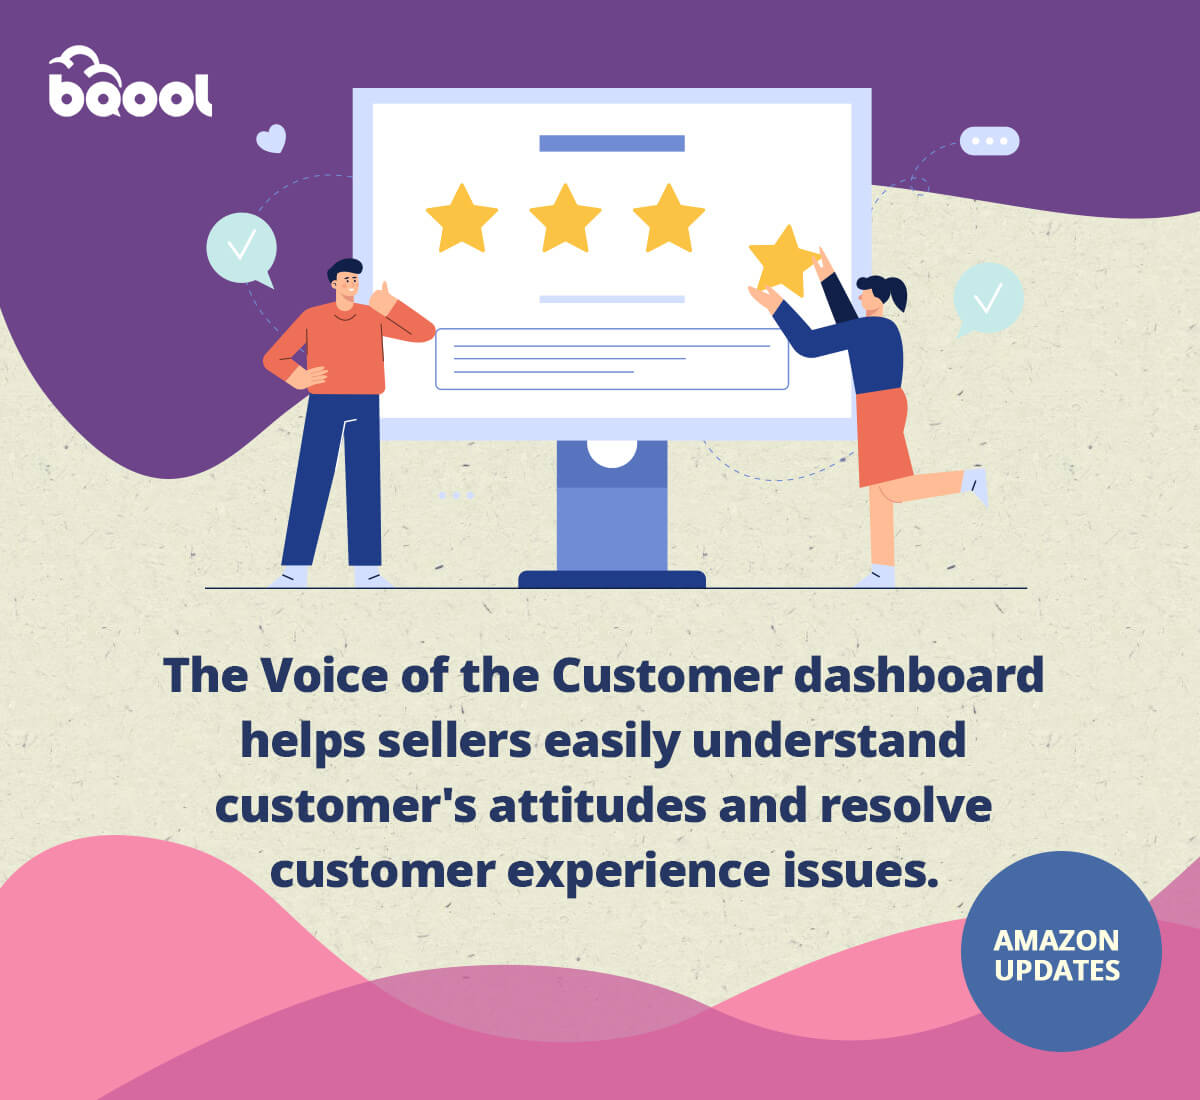 bqool
The Voice of the Customer dashboard
helps sellers easily understand
customer's attitudes and resolve
customer experience issues.
AMAZON
UPDATES